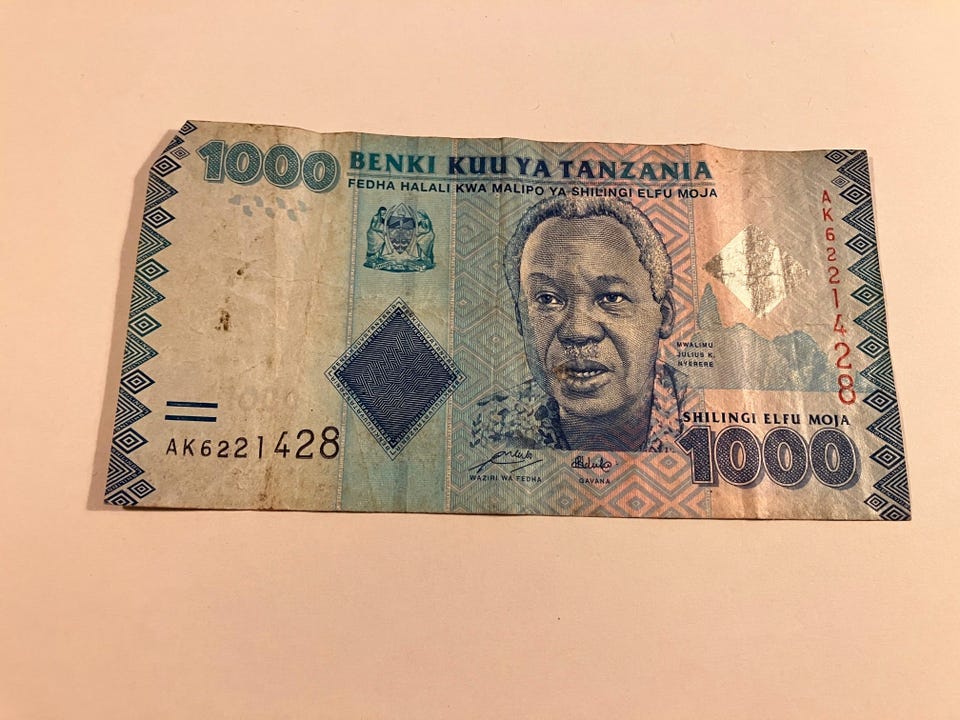 1000
BENKI KUU YA TANZANIA
FEDHA HALALI KWA MALIPO YA SHILINGI ELFU MOJA
AK6221428
MWALIMU
JULIUS K.
NYERERE
SHILINGI ELFU MOJA
1000
AK6221428
WAZIRI WA FEDHA
GAVANA